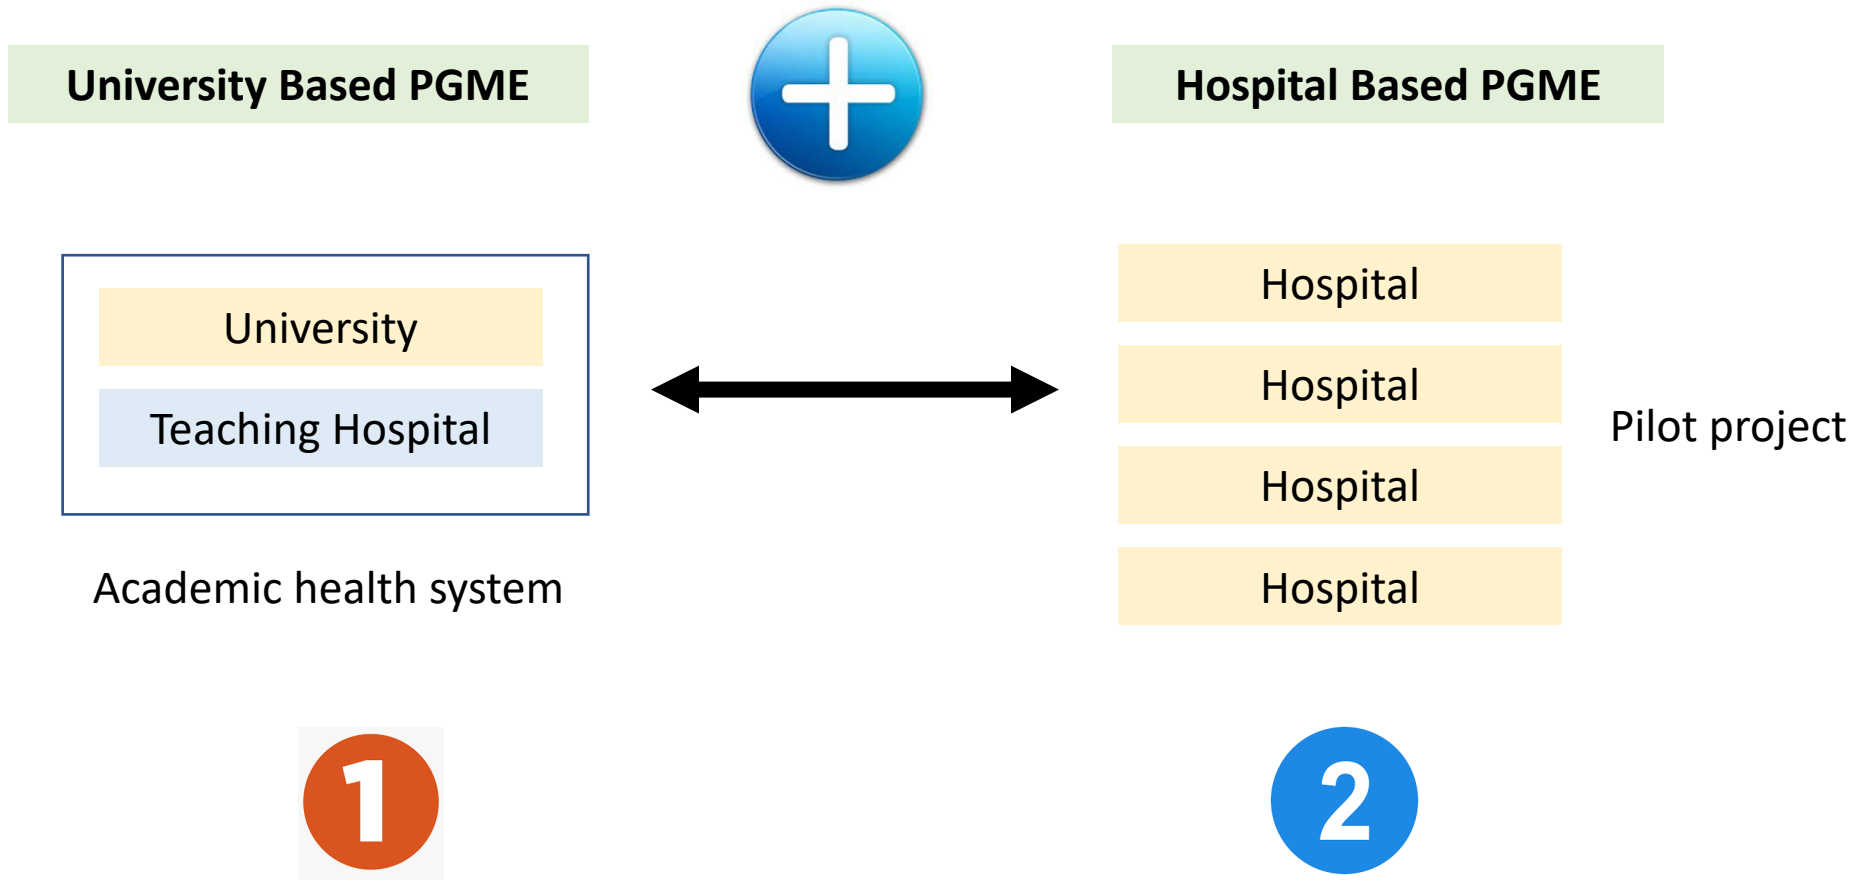 University Based PGME
Hospital Based PGME
University
Teaching Hospital
Academic health system
Hospital
Hospital
Hospital
Hospital
Pilot project
1
2